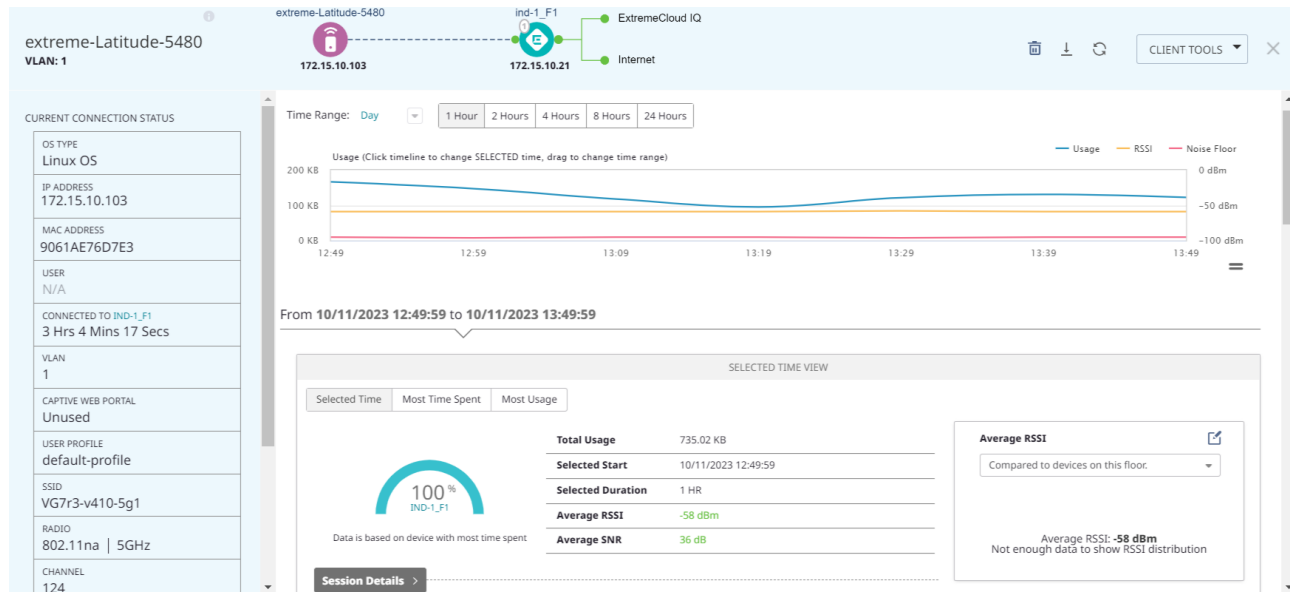 extreme-Latitude-5480
VLAN: 1
extreme-Latitude-5480
172.15.10.103
ind-1_F1
1
172.15.10.21
ExtremeCloud IQ
Internet
CLIENT TOOLS
CURRENT CONNECTION STATUS
OS TYPE
Linux OS
IP ADDRESS
172.15.10.103
MAC ADDRESS
9061AE76D7E3
USER
N/A
CONNECTED TO IND-1_F1
3 Hrs 4 Mins 17 Secs
VLAN
1
CAPTIVE WEB PORTAL
Unused
USER PROFILE
default-profile
SSID
VG7r3-v410-5g1
RADIO
802.11na | 5GHz
CHANNEL
124
Time Range: Day 1 Hour 2 Hours 4 Hours 8 Hours 24 Hours
Usage (Click timeline to change SELECTED time, drag to change time range)
Usage RSSI Noise Floor
200 KB 0 dBm
100 KB −50 dBm
0 KB −100 dBm
12:49 12:59 13:09 13:19 13:29 13:39 13:49
From 10/11/2023 12:49:59 to 10/11/2023 13:49:59
SELECTED TIME VIEW
Selected Time Most Time Spent Most Usage
100 %
IND-1_F1
Data is based on device with most time spent
Total Usage 735.02 KB
Selected Start 10/11/2023 12:49:59
Selected Duration 1 HR
Average RSSI -58 dBm
Average SNR 36 dB
Average RSSI
Compared to devices on this floor.
Average RSSI: -58 dBm
Not enough data to show RSSI distribution
Session Details >